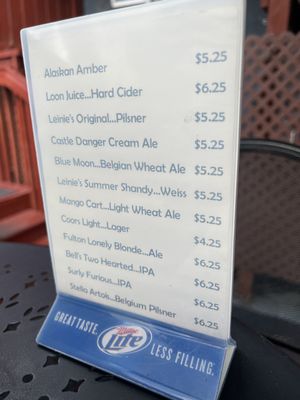 Alaskan Amber $5.25
Loon Juice...Hard Cider $6.25
Leinie's Original...Pilsner $5.25
Castle Danger Cream Ale $5.25
Blue Moon...Belgian Wheat Ale $5.25
Leinie's Summer Shandy...Weiss $5.25
Mango Cart...Light Wheat Ale $5.25
Coors Light...Lager $4.25
Fulton Lonely Blonde...Ale $6.25
Bell's Two Hearted...IPA $6.25
Surly Furious...IPA $6.25
Stella Artois...Belgium Pilsner $6.25
GREAT TASTE. Miller Lite LESS FILLING.